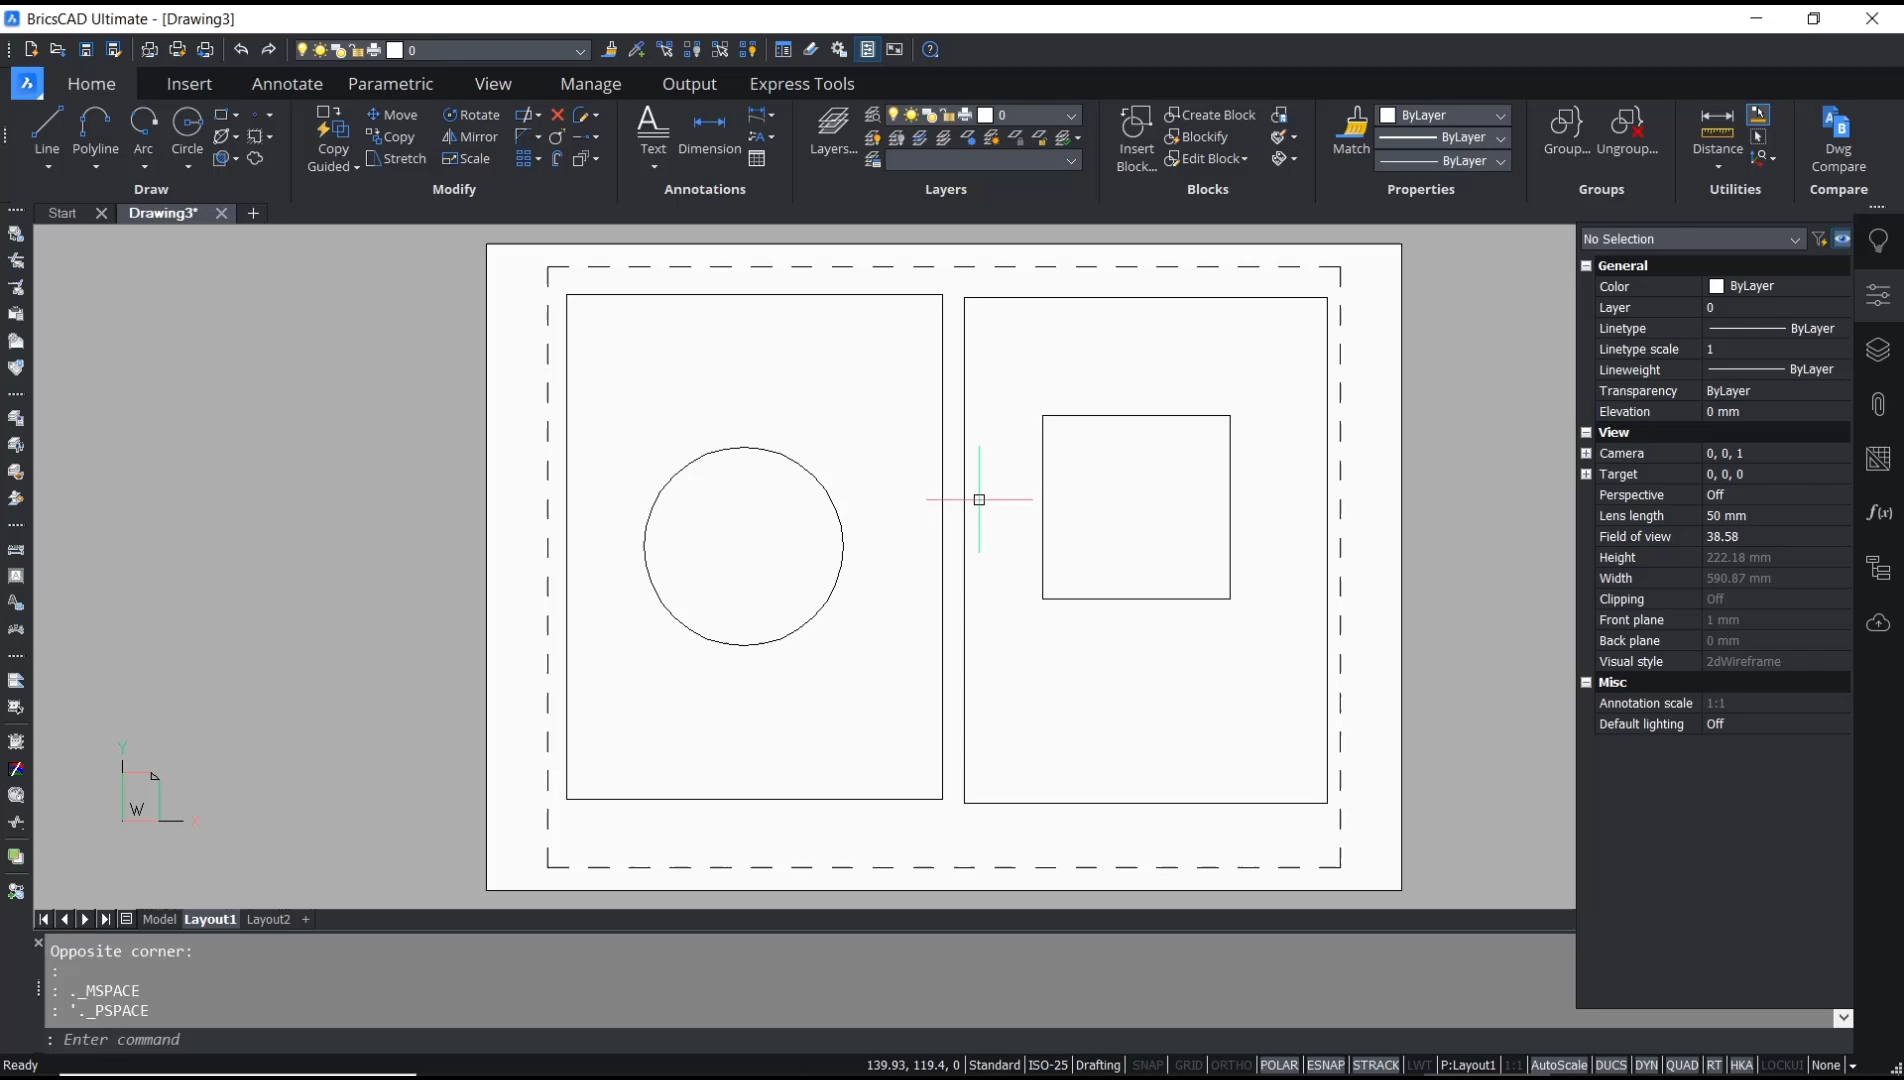 BricsCAD Ultimate - [Drawing3]
0
Home Insert Annotate Parametric View Manage Output Express Tools
Line Polyline Arc Circle
Draw
Copy Guided
Move Rotate
Copy Mirror
Stretch Scale
Modify
Text Dimension
Annotations
Layers...
0
Layers
Insert Block...
Create Block
Blockify
Edit Block
Blocks
Match
ByLayer
ByLayer
ByLayer
Properties
Group... Ungroup...
Groups
Distance
Utilities
Dwg Compare
Compare
Start Drawing3*
No Selection
General
Color ByLayer
Layer 0
Linetype ByLayer
Linetype scale 1
Lineweight ByLayer
Transparency ByLayer
Elevation 0 mm
View
Camera 0, 0, 1
Target 0, 0, 0
Perspective Off
Lens length 50 mm
Field of view 38.58
Height 222.18 mm
Width 590.87 mm
Clipping Off
Front plane 1 mm
Back plane 0 mm
Visual style 2dWireframe
Misc
Annotation scale 1:1
Default lighting Off
f(x)
Y
W
X
Model Layout1 Layout2 +
Opposite corner:
:
: ._MSPACE
: '._PSPACE
: Enter command
Ready 139.93, 119.4, 0 Standard ISO-25 Drafting SNAP GRID ORTHO POLAR ESNAP STRACK LWT P:Layout1 1:1 AutoScale DUCS DYN QUAD RT HKA LOCKUI None